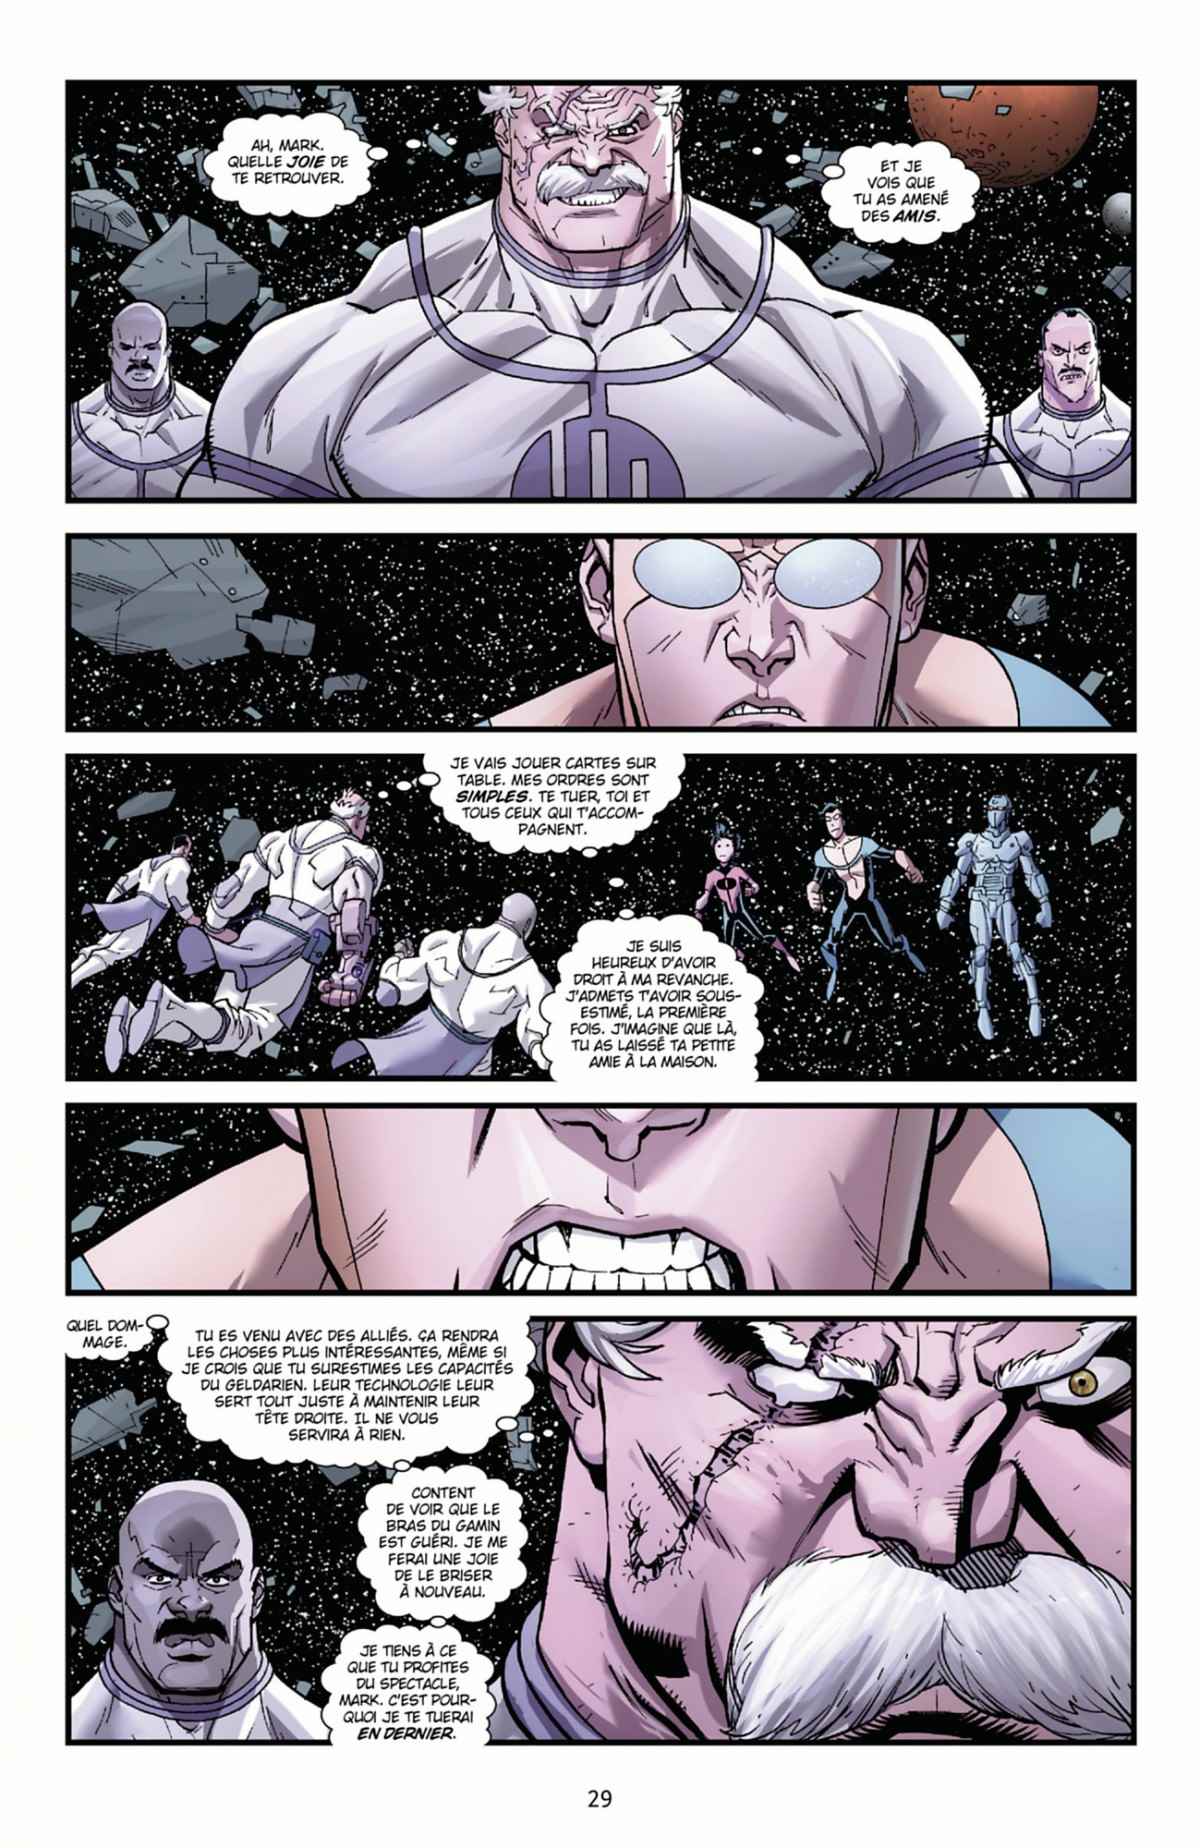 AH, MARK.
QUELLE JOIE DE
TE RETROUVER.
ET JE
VOIS QUE
TU AS AMENÉ
DES AMIS.
JE VAIS JOUER CARTES SUR
TABLE. MES ORDRES SONT
SIMPLES. TE TUER, TOI ET
TOUS CEUX QUI T'ACCOM-
PAGNENT.
JE SUIS
HEUREUX D'AVOIR
DROIT À MA REVANCHE.
J'ADMETS T'AVOIR SOUS-
ESTIMÉ, LA PREMIÈRE
FOIS. J'IMAGINE QUE LÀ,
TU AS LAISSÉ TA PETITE
AMIE À LA MAISON.
QUEL DOM-
MAGE.
TU ES VENU AVEC DES ALLIÉS. ÇA RENDRA
LES CHOSES PLUS INTÉRESSANTES, MÊME SI
JE CROIS QUE TU SURESTIMES LES CAPACITÉS
DU GELDARIEN. LEUR TECHNOLOGIE LEUR
SERT TOUT JUSTE À MAINTENIR LEUR
TÊTE DROITE. IL NE VOUS
SERVIRA À RIEN.
CONTENT
DE VOIR QUE LE
BRAS DU GAMIN
EST GUÉRI. JE ME
FERAI UNE JOIE
DE LE BRISER
À NOUVEAU.
JE TIENS À CE
QUE TU PROFITES
DU SPECTACLE,
MARK. C'EST POUR-
QUOI JE TE TUERAI
EN DERNIER.
29